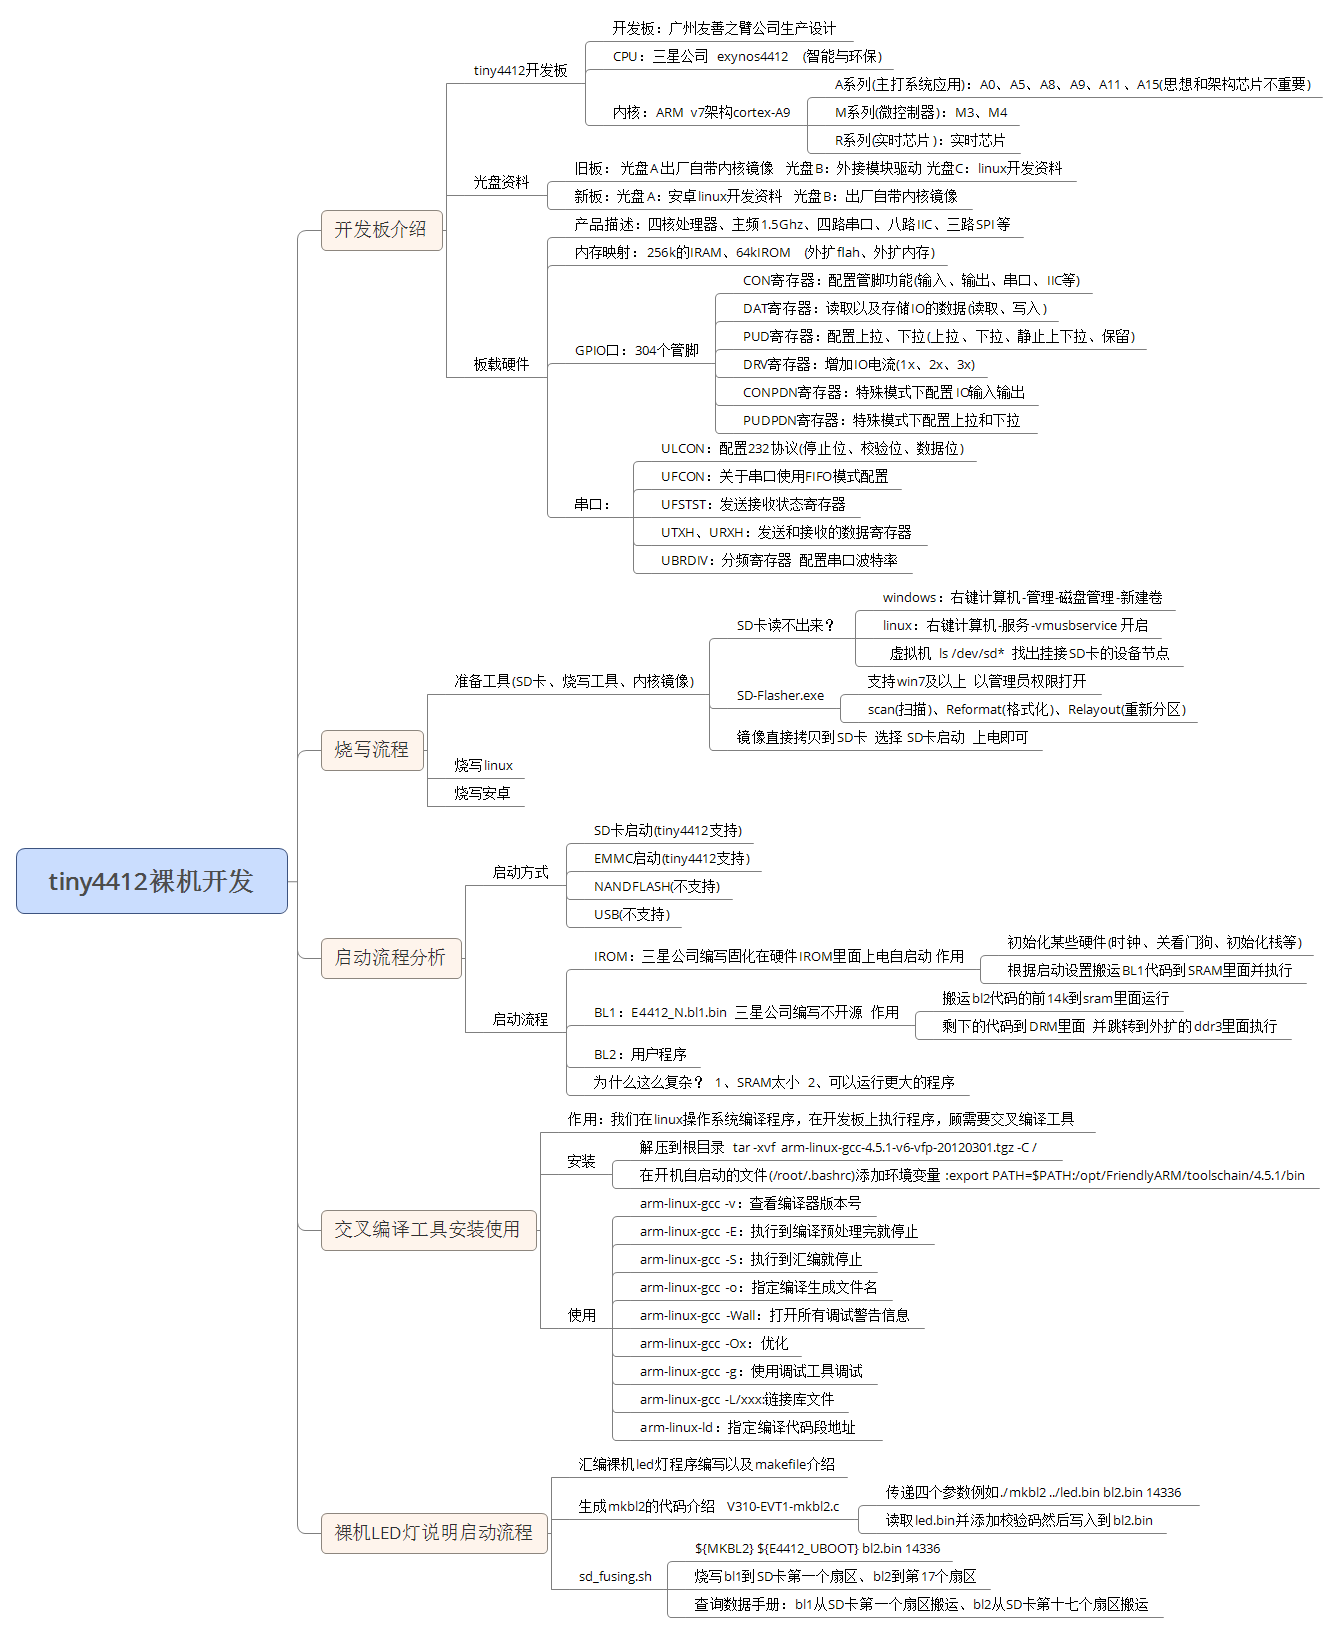 tiny4412裸机开发
开发板介绍
tiny4412开发板
开发板：广州友善之臂公司生产设计
CPU：三星公司 exynos4412 (智能与环保)
内核：ARM v7架构cortex-A9
A系列(主打系统应用)：A0、A5、A8、A9、A11、A15(思想和架构芯片不重要)
M系列(微控制器)：M3、M4
R系列(实时芯片)：实时芯片
光盘资料
旧板： 光盘A出厂自带内核镜像 光盘B：外接模块驱动 光盘C：linux开发资料
新板：光盘A：安卓linux开发资料 光盘B：出厂自带内核镜像
板载硬件
产品描述：四核处理器、主频1.5Ghz、四路串口、八路IIC、三路SPI等
内存映射：256k的IRAM、64kIROM (外扩flah、外扩内存)
GPIO口：304个管脚
CON寄存器：配置管脚功能(输入、输出、串口、IIC等)
DAT寄存器：读取以及存储IO的数据(读取、写入)
PUD寄存器：配置上拉、下拉(上拉、下拉、静止上下拉、保留)
DRV寄存器：增加IO电流(1x、2x、3x)
CONPDN寄存器：特殊模式下配置IO输入输出
PUDPDN寄存器：特殊模式下配置上拉和下拉
串口：
ULCON：配置232协议(停止位、校验位、数据位)
UFCON：关于串口使用FIFO模式配置
UFSTST：发送接收状态寄存器
UTXH、URXH：发送和接收的数据寄存器
UBRDIV：分频寄存器 配置串口波特率
烧写流程
准备工具(SD卡、烧写工具、内核镜像)
SD卡读不出来？
windows：右键计算机-管理-磁盘管理-新建卷
linux：右键计算机-服务-vmusbservice 开启
虚拟机 ls /dev/sd* 找出挂接SD卡的设备节点
SD-Flasher.exe
支持win7及以上 以管理员权限打开
scan(扫描)、Reformat(格式化)、Relayout(重新分区)
镜像直接拷贝到SD卡 选择 SD卡启动 上电即可
烧写linux
烧写安卓
启动流程分析
启动方式
SD卡启动(tiny4412支持)
EMMC启动(tiny4412支持)
NANDFLASH(不支持)
USB(不支持)
启动流程
IROM：三星公司编写固化在硬件IROM里面上电自启动 作用
初始化某些硬件(时钟、关看门狗、初始化栈等)
根据启动设置搬运BL1代码到SRAM里面并执行
BL1：E4412_N.bl1.bin 三星公司编写不开源 作用
搬运bl2代码的前14k到sram里面运行
剩下的代码到DRM里面 并跳转到外扩的ddr3里面执行
BL2：用户程序
为什么这么复杂？ 1、SRAM太小 2、可以运行更大的程序
交叉编译工具安装使用
作用：我们在linux操作系统编译程序，在开发板上执行程序，顾需要交叉编译工具
安装
解压到根目录 tar -xvf arm-linux-gcc-4.5.1-v6-vfp-20120301.tgz -C /
在开机自启动的文件(/root/.bashrc)添加环境变量 :export PATH=$PATH:/opt/FriendlyARM/toolschain/4.5.1/bin
使用
arm-linux-gcc -v：查看编译器版本号
arm-linux-gcc -E：执行到编译预处理完就停止
arm-linux-gcc -S：执行到汇编就停止
arm-linux-gcc -o：指定编译生成文件名
arm-linux-gcc -Wall：打开所有调试警告信息
arm-linux-gcc -Ox：优化
arm-linux-gcc -g：使用调试工具调试
arm-linux-gcc -L/xxx:链接库文件
arm-linux-ld：指定编译代码段地址
裸机LED灯说明启动流程
汇编裸机led灯程序编写以及makefile介绍
生成mkbl2的代码介绍 V310-EVT1-mkbl2.c
传递四个参数例如./mkbl2 ../led.bin bl2.bin 14336
读取led.bin并添加校验码然后写入到bl2.bin
sd_fusing.sh
${MKBL2} ${E4412_UBOOT} bl2.bin 14336
烧写bl1到SD卡第一个扇区、bl2到第17个扇区
查询数据手册：bl1从SD卡第一个扇区搬运、bl2从SD卡第十七个扇区搬运